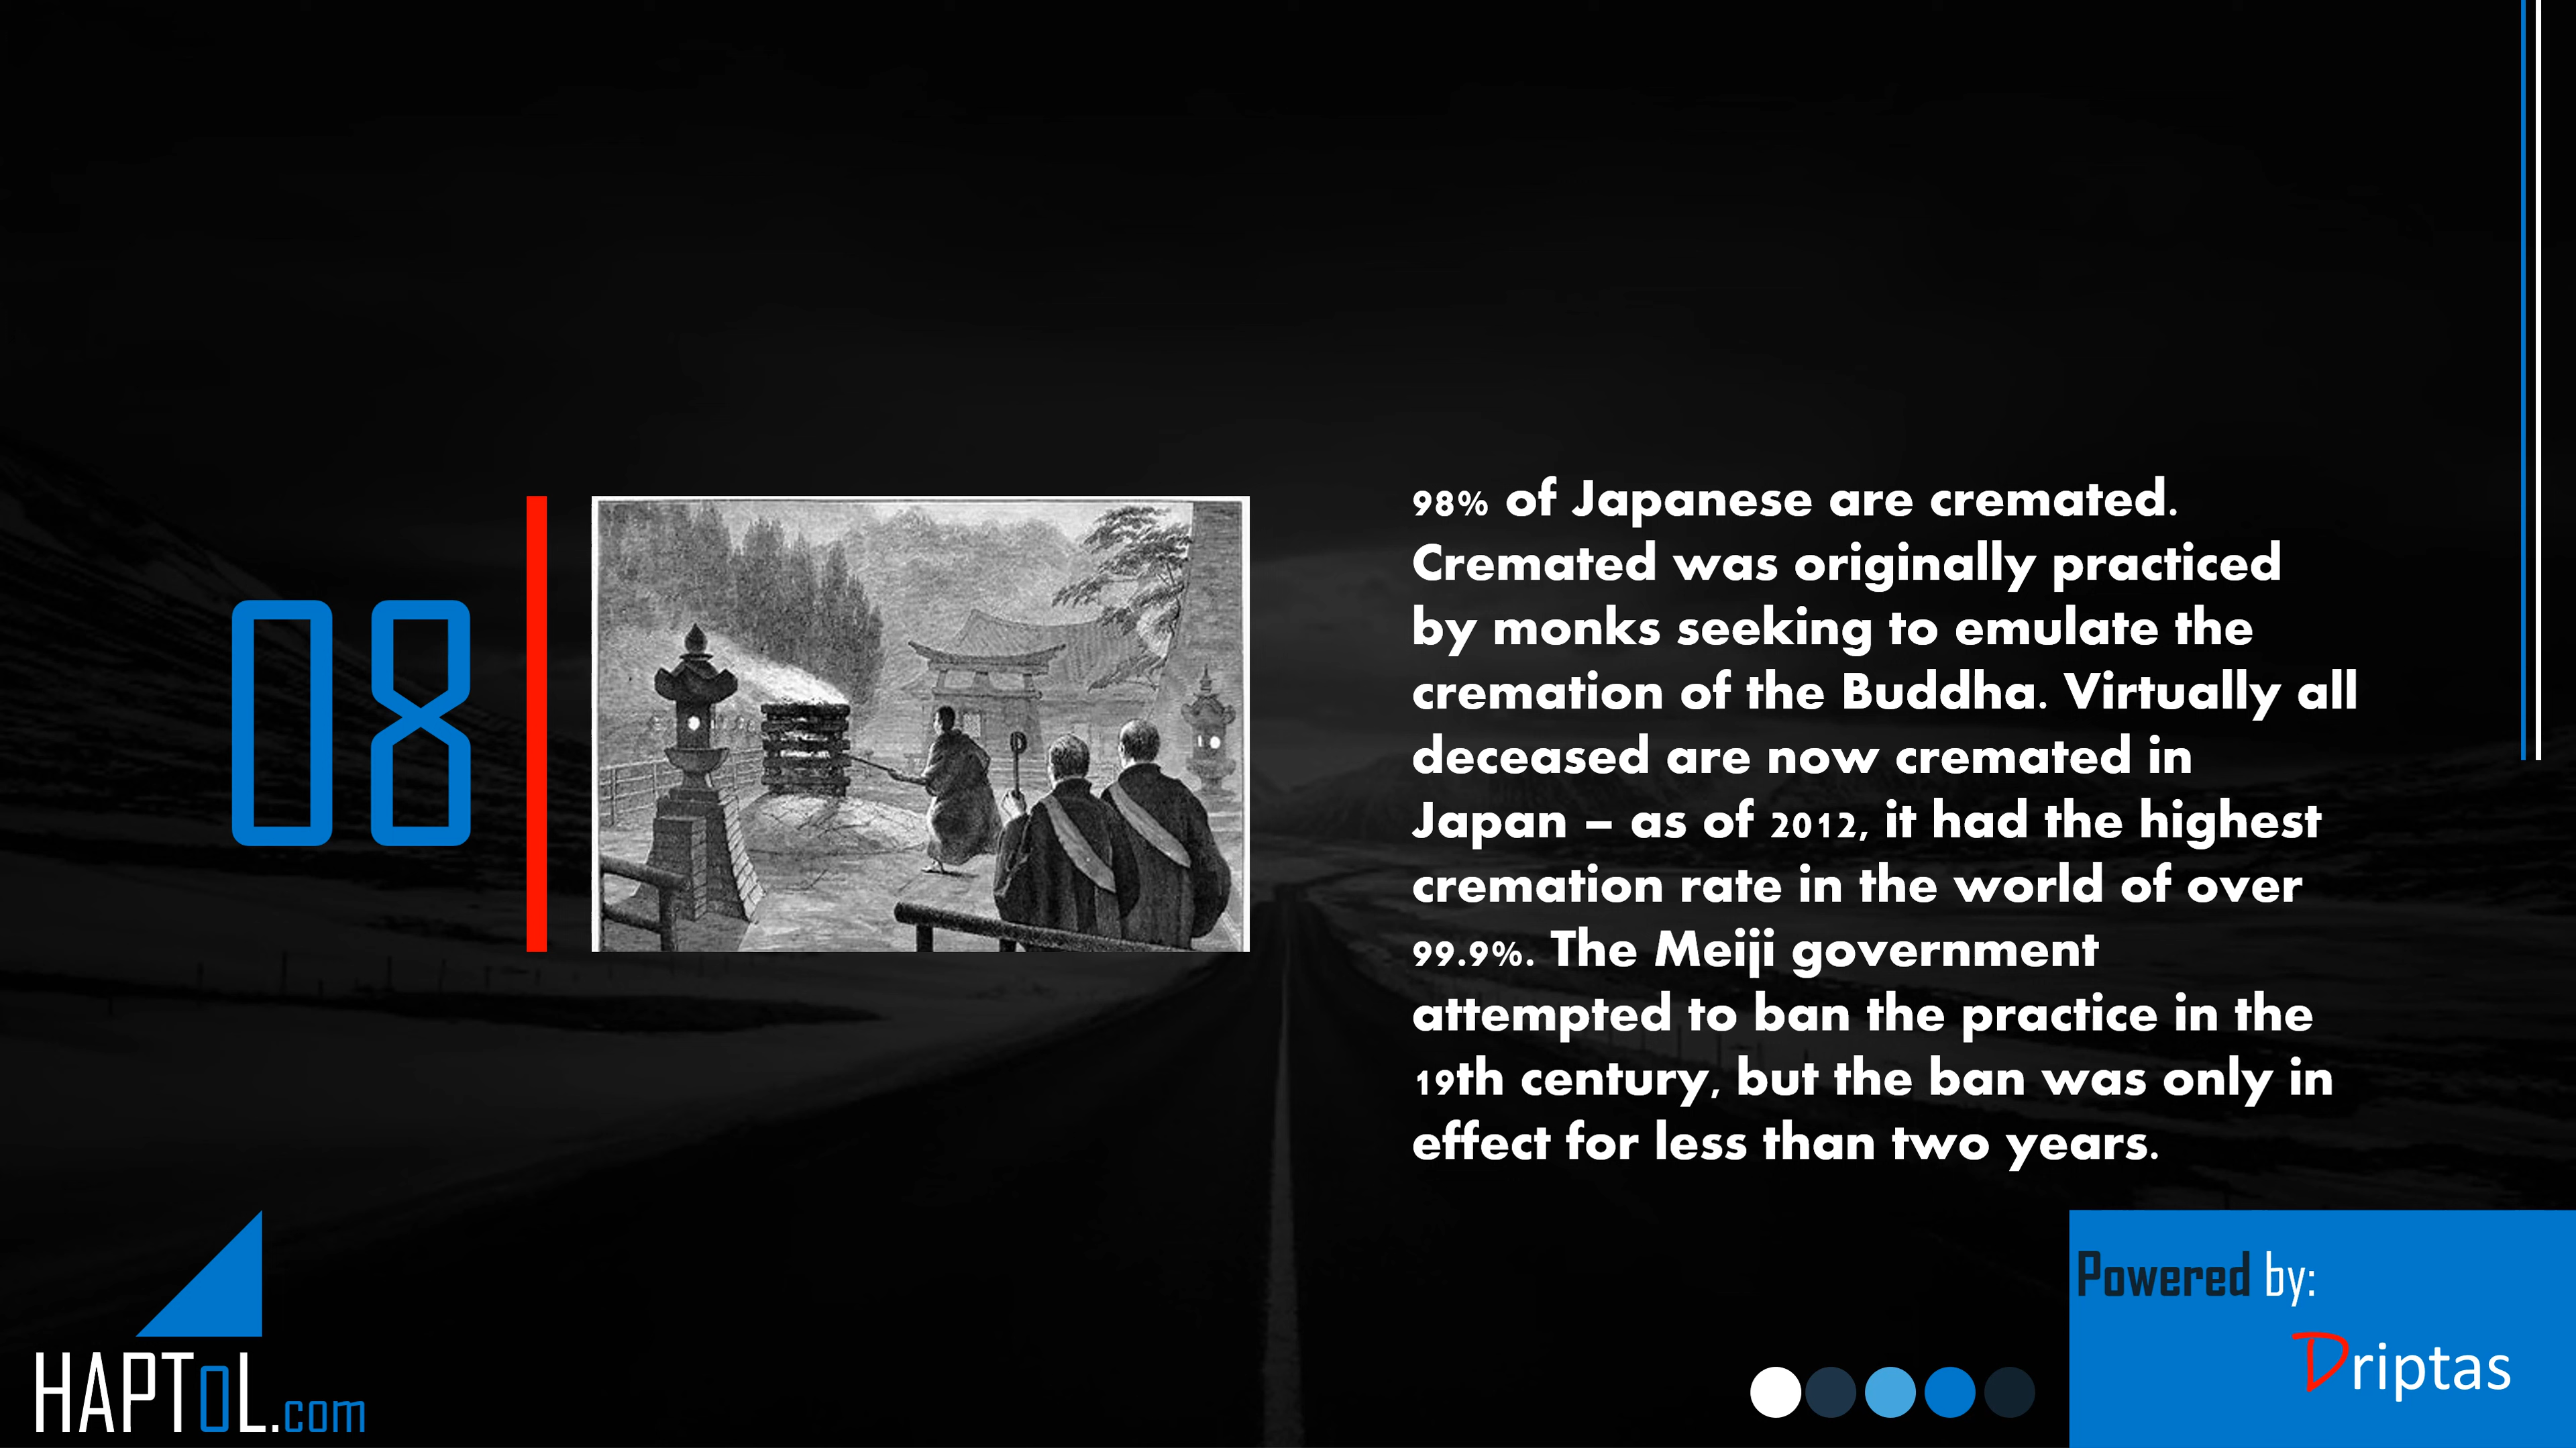 08
98% of Japanese are cremated.
Cremated was originally practiced
by monks seeking to emulate the
cremation of the Buddha. Virtually all
deceased are now cremated in
Japan – as of 2012, it had the highest
cremation rate in the world of over
99.9%. The Meiji government
attempted to ban the practice in the
19th century, but the ban was only in
effect for less than two years.
HAPToL.com
Powered by:
Driptas